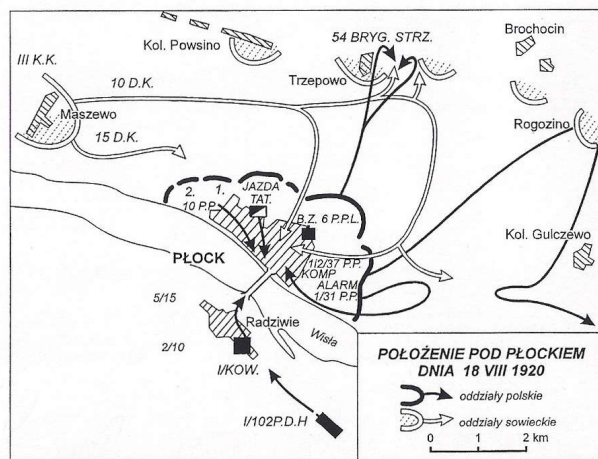 Kol. Powsino
54 BRYG. STRZ.
Brochocin
III K.K.
10 D.K.
Trzepowo
Maszewo
15 D.K.
Rogozino
2.
1.
JAZDA
TAT.
10 P.P.
B.Z. 6 P.P.L.
PŁOCK
1/2/37 P.P.
KOMP
ALARM
1/31 P.P.
Kol. Gulczewo
5/15
Radziwie
Wisła
2/10
I/KOW.
I/102P.D.H
POŁOŻENIE POD PŁOCKIEM
DNIA 18 VIII 1920
oddziały polskie
oddziały sowieckie
0 1 2 km